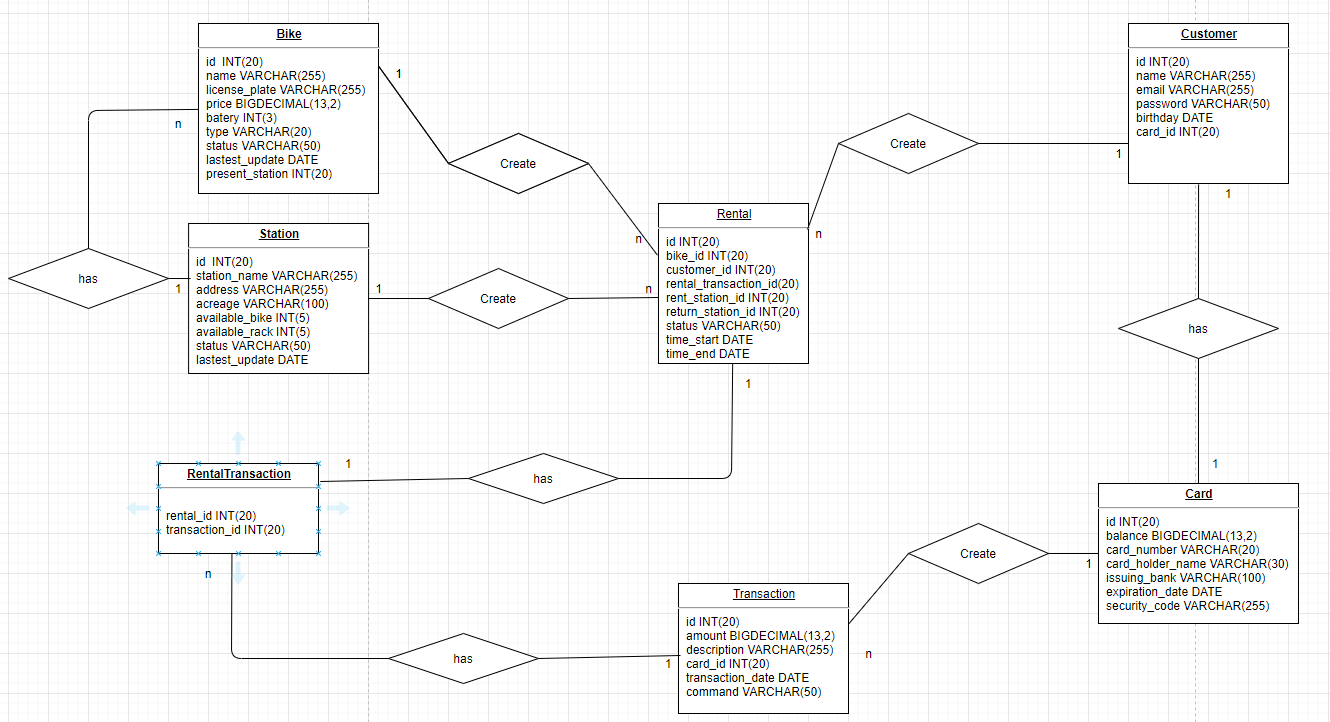 Bike
id INT(20)
name VARCHAR(255)
license_plate VARCHAR(255)
price BIGDECIMAL(13,2)
batery INT(3)
type VARCHAR(20)
status VARCHAR(50)
lastest_update DATE
present_station INT(20)
1
n
Create
Customer
id INT(20)
name VARCHAR(255)
email VARCHAR(255)
password VARCHAR(50)
birthday DATE
card_id INT(20)
1
1
Create
n
n
Rental
id INT(20)
bike_id INT(20)
customer_id INT(20)
rental_transaction_id(20)
rent_station_id INT(20)
return_station_id INT(20)
status VARCHAR(50)
time_start DATE
time_end DATE
1
Station
id INT(20)
station_name VARCHAR(255)
address VARCHAR(255)
acreage VARCHAR(100)
available_bike INT(5)
available_rack INT(5)
status VARCHAR(50)
lastest_update DATE
has
1
1
Create
n
has
1
RentalTransaction
rental_id INT(20)
transaction_id INT(20)
1
has
n
has
1
Transaction
id INT(20)
amount BIGDECIMAL(13,2)
description VARCHAR(255)
card_id INT(20)
transaction_date DATE
command VARCHAR(50)
n
Create
1
Card
id INT(20)
balance BIGDECIMAL(13,2)
card_number VARCHAR(20)
card_holder_name VARCHAR(30)
issuing_bank VARCHAR(100)
expiration_date DATE
security_code VARCHAR(255)